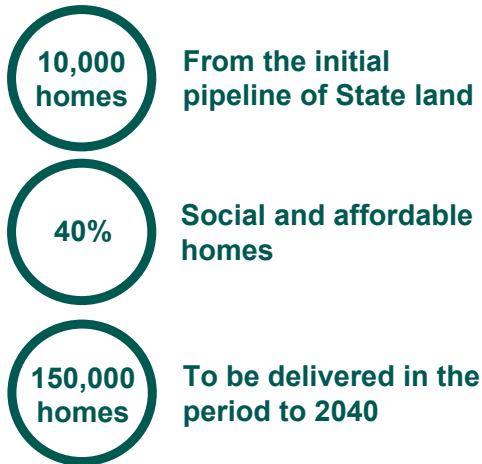 10,000
homes
From the initial
pipeline of State land
40%
Social and affordable
homes
150,000
homes
To be delivered in the
period to 2040